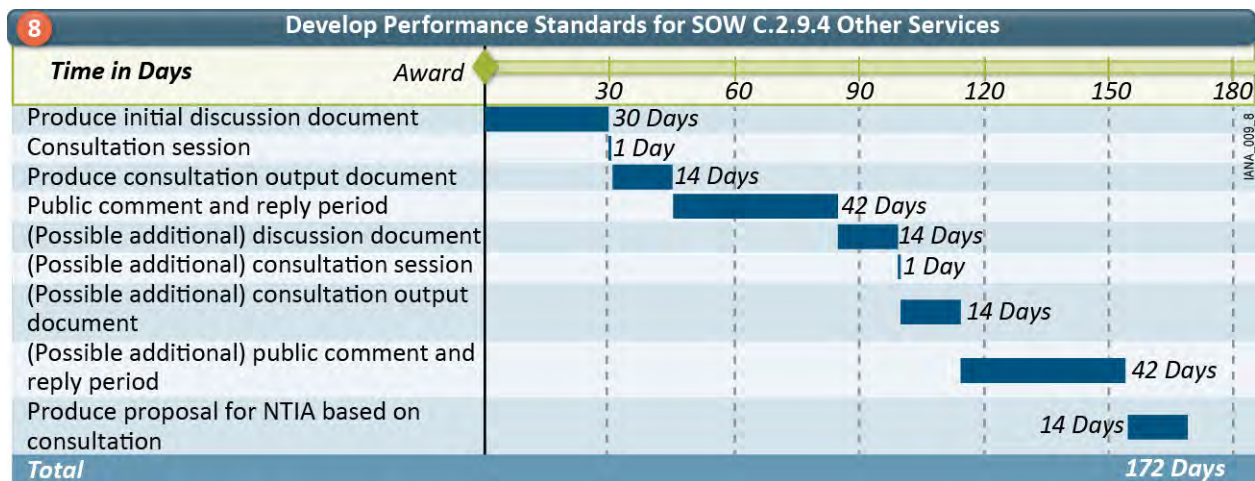 8 Develop Performance Standards for SOW C.2.9.4 Other Services
Time in Days Award
30 60 90 120 150 180
Produce initial discussion document 30 Days
Consultation session 1 Day
Produce consultation output document 14 Days
Public comment and reply period 42 Days
(Possible additional) discussion document 14 Days
(Possible additional) consultation session 1 Day
(Possible additional) consultation output
document 14 Days
(Possible additional) public comment and
reply period 42 Days
Produce proposal for NTIA based on
consultation 14 Days
Total 172 Days
IANA_009_8